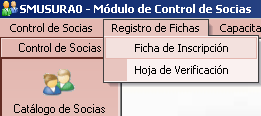 SMUSURA0 - Módulo de Control de Socias
Control de Socias Registro de Fichas Capacita
Control de Socias
Ficha de Inscripción
Hoja de Verificación
Catálogo de Socias